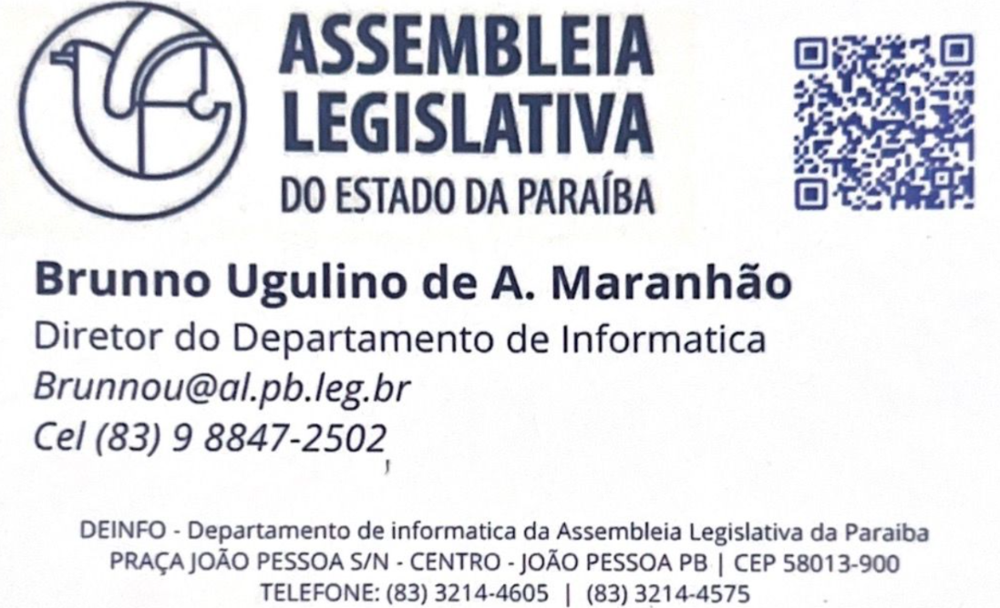 ASSEMBLEIA
LEGISLATIVA
DO ESTADO DA PARAÍBA
Brunno Ugulino de A. Maranhão
Diretor do Departamento de Informatica
Brunnou@al.pb.leg.br
Cel (83) 9 8847-2502
DEINFO - Departamento de informatica da Assembleia Legislativa da Paraiba
PRAÇA JOÃO PESSOA S/N - CENTRO - JOÃO PESSOA PB | CEP 58013-900
TELEFONE: (83) 3214-4605 | (83) 3214-4575